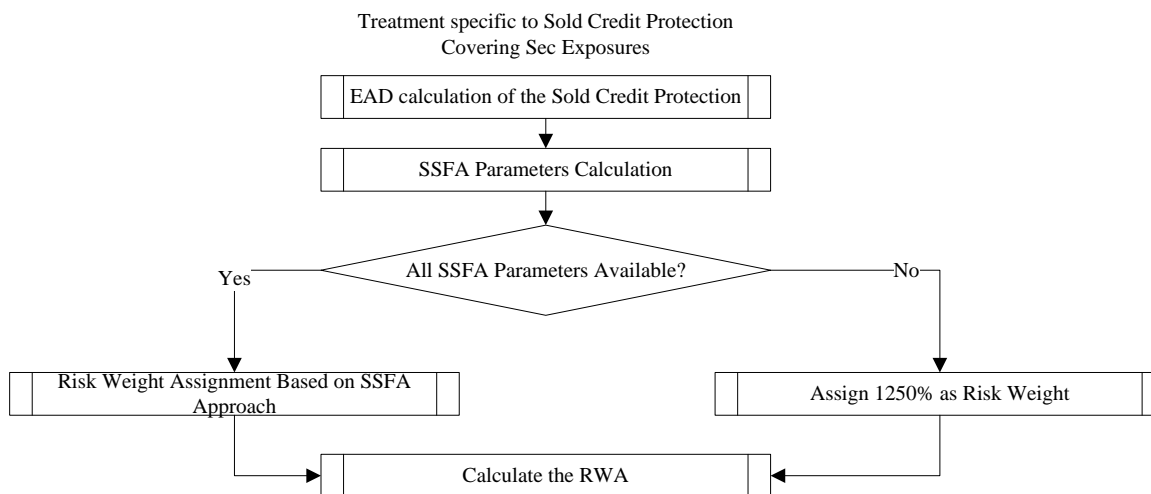 Treatment specific to Sold Credit Protection
Covering Sec Exposures
EAD calculation of the Sold Credit Protection
SSFA Parameters Calculation
All SSFA Parameters Available?
Yes
No
Risk Weight Assignment Based on SSFA
Approach
Assign 1250% as Risk Weight
Calculate the RWA